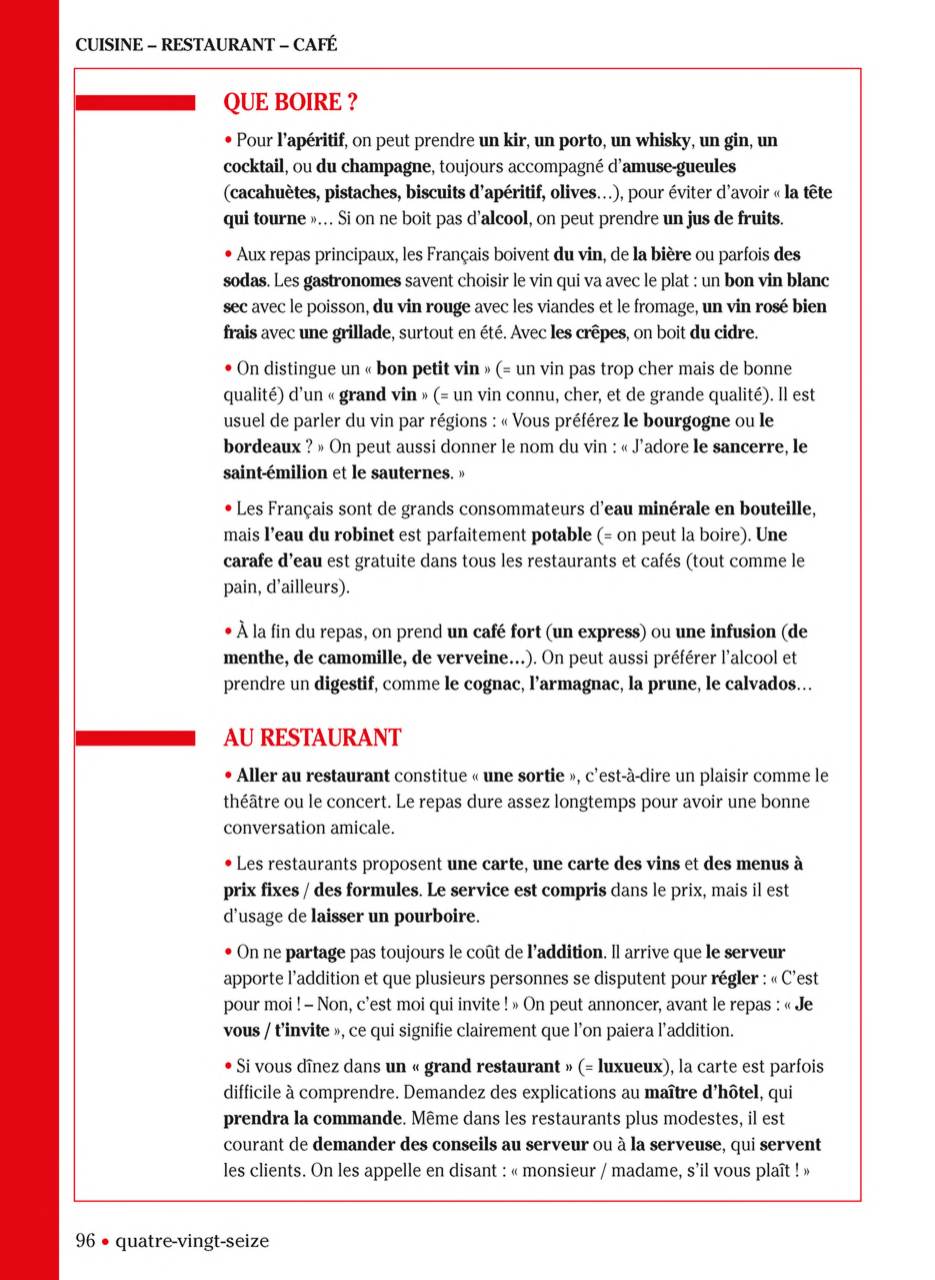 CUISINE – RESTAURANT – CAFÉ
QUE BOIRE ?
• Pour l'apéritif, on peut prendre un kir, un porto, un whisky, un gin, un
cocktail, ou du champagne, toujours accompagné d'amuse-gueules
(cacahuètes, pistaches, biscuits d'apéritif, olives…), pour éviter d'avoir « la tête
qui tourne »… Si on ne boit pas d'alcool, on peut prendre un jus de fruits.
• Aux repas principaux, les Français boivent du vin, de la bière ou parfois des
sodas. Les gastronomes savent choisir le vin qui va avec le plat : un bon vin blanc
sec avec le poisson, du vin rouge avec les viandes et le fromage, un vin rosé bien
frais avec une grillade, surtout en été. Avec les crêpes, on boit du cidre.
• On distingue un « bon petit vin » (= un vin pas trop cher mais de bonne
qualité) d'un « grand vin » (= un vin connu, cher, et de grande qualité). Il est
usuel de parler du vin par régions : « Vous préférez le bourgogne ou le
bordeaux ? » On peut aussi donner le nom du vin : « J'adore le sancerre, le
saint-émilion et le sauternes. »
• Les Français sont de grands consommateurs d'eau minérale en bouteille,
mais l'eau du robinet est parfaitement potable (= on peut la boire). Une
carafe d'eau est gratuite dans tous les restaurants et cafés (tout comme le
pain, d'ailleurs).
• À la fin du repas, on prend un café fort (un express) ou une infusion (de
menthe, de camomille, de verveine…). On peut aussi préférer l'alcool et
prendre un digestif, comme le cognac, l'armagnac, la prune, le calvados…
AU RESTAURANT
• Aller au restaurant constitue « une sortie », c'est-à-dire un plaisir comme le
théâtre ou le concert. Le repas dure assez longtemps pour avoir une bonne
conversation amicale.
• Les restaurants proposent une carte, une carte des vins et des menus à
prix fixes / des formules. Le service est compris dans le prix, mais il est
d'usage de laisser un pourboire.
• On ne partage pas toujours le coût de l'addition. Il arrive que le serveur
apporte l'addition et que plusieurs personnes se disputent pour régler : « C'est
pour moi ! – Non, c'est moi qui invite ! » On peut annoncer, avant le repas : « Je
vous / t'invite », ce qui signifie clairement que l'on paiera l'addition.
• Si vous dînez dans un « grand restaurant » (= luxueux), la carte est parfois
difficile à comprendre. Demandez des explications au maître d'hôtel, qui
prendra la commande. Même dans les restaurants plus modestes, il est
courant de demander des conseils au serveur ou à la serveuse, qui servent
les clients. On les appelle en disant : « monsieur / madame, s'il vous plaît ! »
96 • quatre-vingt-seize